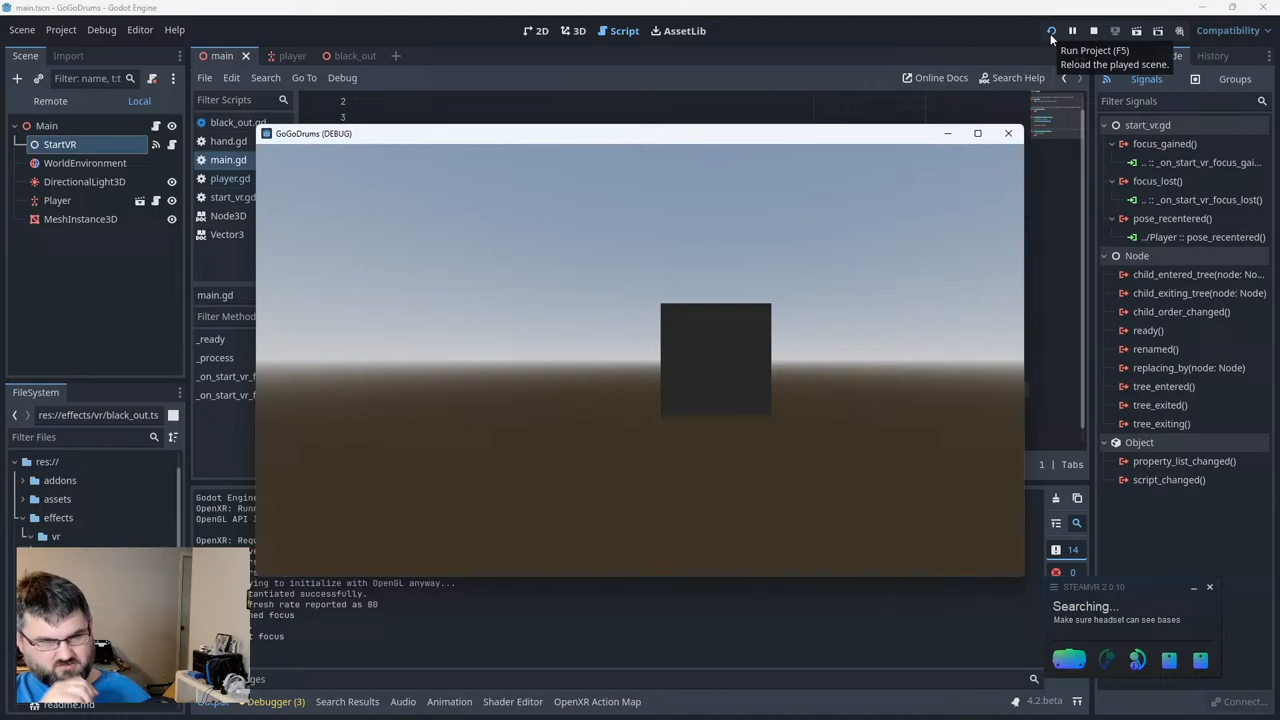 main.tscn - GoGoDrums - Godot Engine
Scene Project Debug Editor Help
2D 3D Script AssetLib
Compatibility
Run Project (F5)
Reload the played scene.
Scene Import
main player black_out
History
Filter: name, t:t
File Edit Search Go To Debug
Online Docs Search Help
Signals Groups
Remote Local
Filter Scripts
2
3
Filter Signals
Main
StartVR
WorldEnvironment
DirectionalLight3D
Player
MeshInstance3D
black_out.gd
hand.gd
main.gd
player.gd
start_vr.gd
Node3D
Vector3
main.gd
Filter Method
_ready
_process
_on_start_vr_f
_on_start_vr_f
GoGoDrums (DEBUG)
start_vr.gd
focus_gained()
.. :: _on_start_vr_focus_gai...
focus_lost()
.. :: _on_start_vr_focus_lost()
pose_recentered()
../Player :: pose_recentered()
Node
child_entered_tree(node: No...
child_exiting_tree(node: Node)
child_order_changed()
ready()
renamed()
replacing_by(node: Node)
tree_entered()
tree_exited()
tree_exiting()
Object
property_list_changed()
script_changed()
1 | Tabs
FileSystem
res://effects/vr/black_out.ts
Filter Files
res://
addons
assets
effects
vr
readme.md
Godot Engine
OpenXR: Run
OpenGL API 3
OpenXR: Req
ying to initialize with OpenGL anyway...
stantiated successfully.
fresh rate reported as 80
ned focus
t focus
14
0
STEAMVR 2.0.10
Searching...
Make sure headset can see bases
Output Debugger (3) Search Results Audio Animation Shader Editor OpenXR Action Map
4.2.beta
Connect...